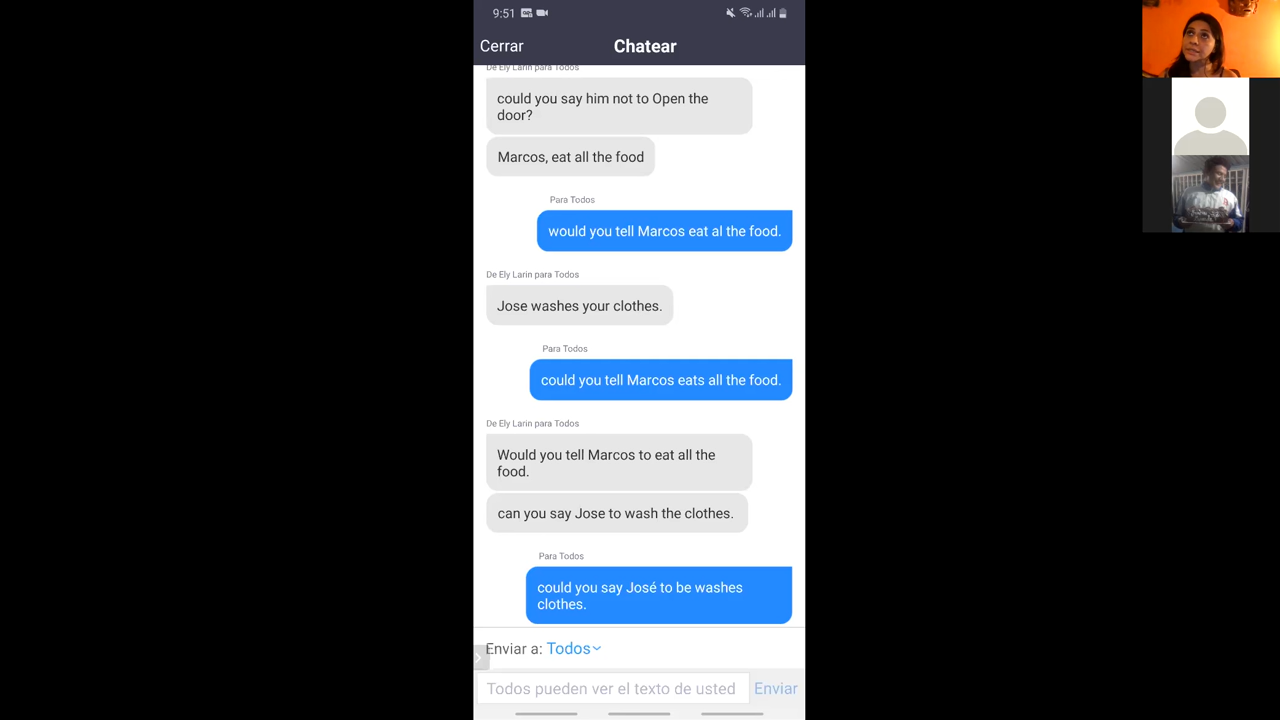 9:51
Cerrar
Chatear
De Ely Larin para Todos
could you say him not to Open the
door?
Marcos, eat all the food
Para Todos
would you tell Marcos eat al the food.
De Ely Larin para Todos
Jose washes your clothes.
Para Todos
could you tell Marcos eats all the food.
De Ely Larin para Todos
Would you tell Marcos to eat all the
food.
can you say Jose to wash the clothes.
Para Todos
could you say José to be washes
clothes.
Enviar a: Todos
Todos pueden ver el texto de usted
Enviar